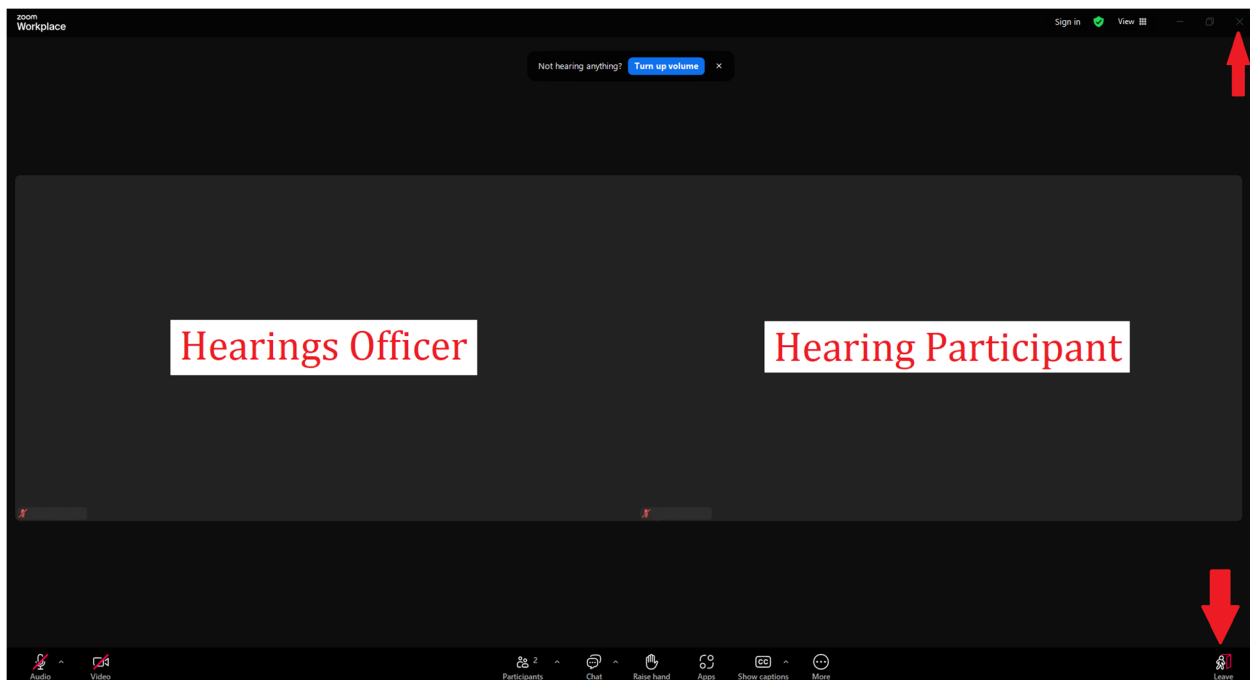 zoom
Workplace
Sign in
View
Not hearing anything? Turn up volume
Hearings Officer
Hearing Participant
Audio
Video
2
Participants
Chat
Raise hand
Apps
CC
Show captions
More
Leave